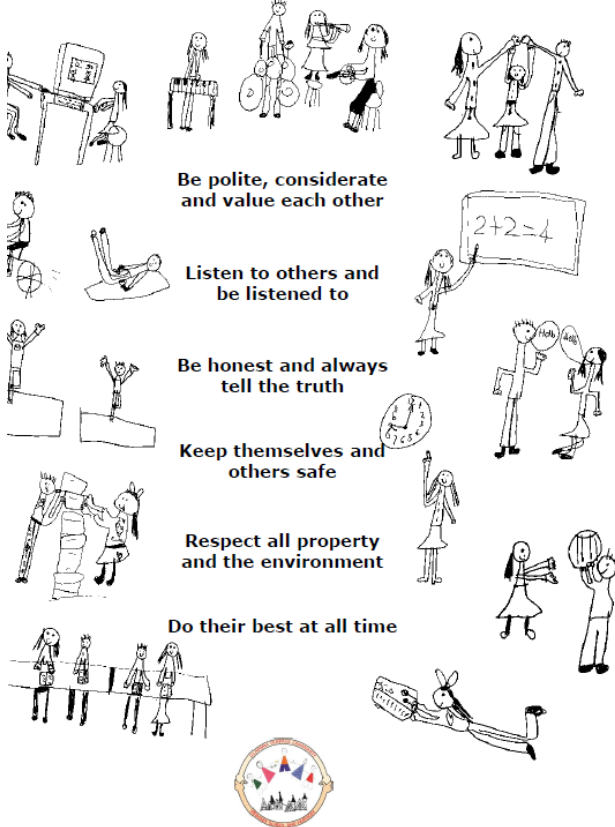 Be polite, considerate
and value each other
2+2=4
Listen to others and
be listened to
Hello
Be honest and always
tell the truth
Keep themselves and
others safe
Respect all property
and the environment
Do their best at all time